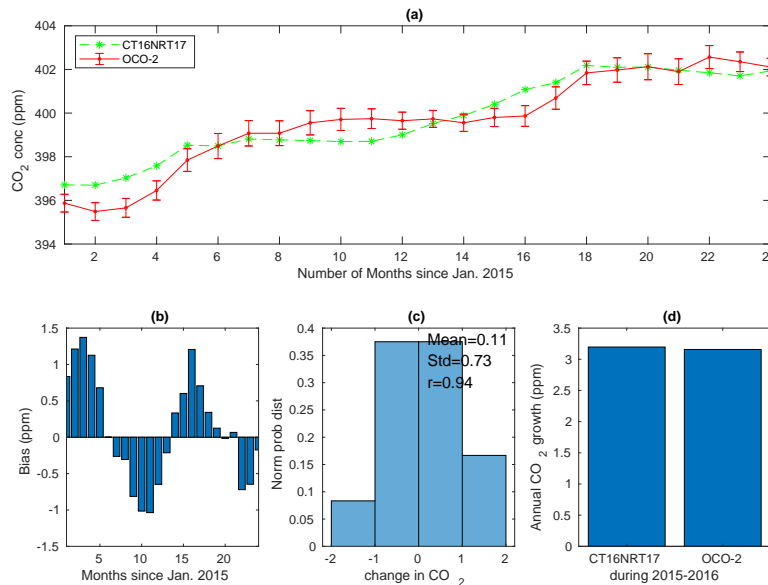 (a)
404
402
400
398
396
394
CO2 conc (ppm)
CT16NRT17
OCO-2
2 4 6 8 10 12 14 16 18 20 22 24
Number of Months since Jan. 2015
(b)
1.5
1
0.5
0
-0.5
-1
-1.5
Bias (ppm)
5 10 15 20
Months since Jan. 2015
(c)
0.4
0.35
0.3
0.25
0.2
0.15
0.1
0.05
0
Norm prob dist
Mean=0.11
Std=0.73
r=0.94
-2 -1 0 1 2
change in CO2
(d)
3.5
3
2.5
2
1.5
1
0.5
0
Annual CO2 growth (ppm)
CT16NRT17 OCO-2
during 2015-2016